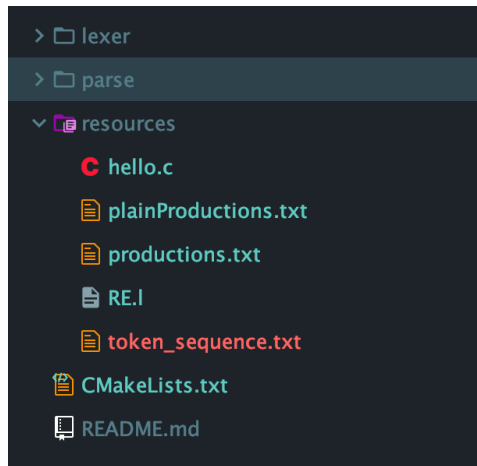 lexer
parse
resources
hello.c
plainProductions.txt
productions.txt
RE.l
token_sequence.txt
CMakeLists.txt
README.md